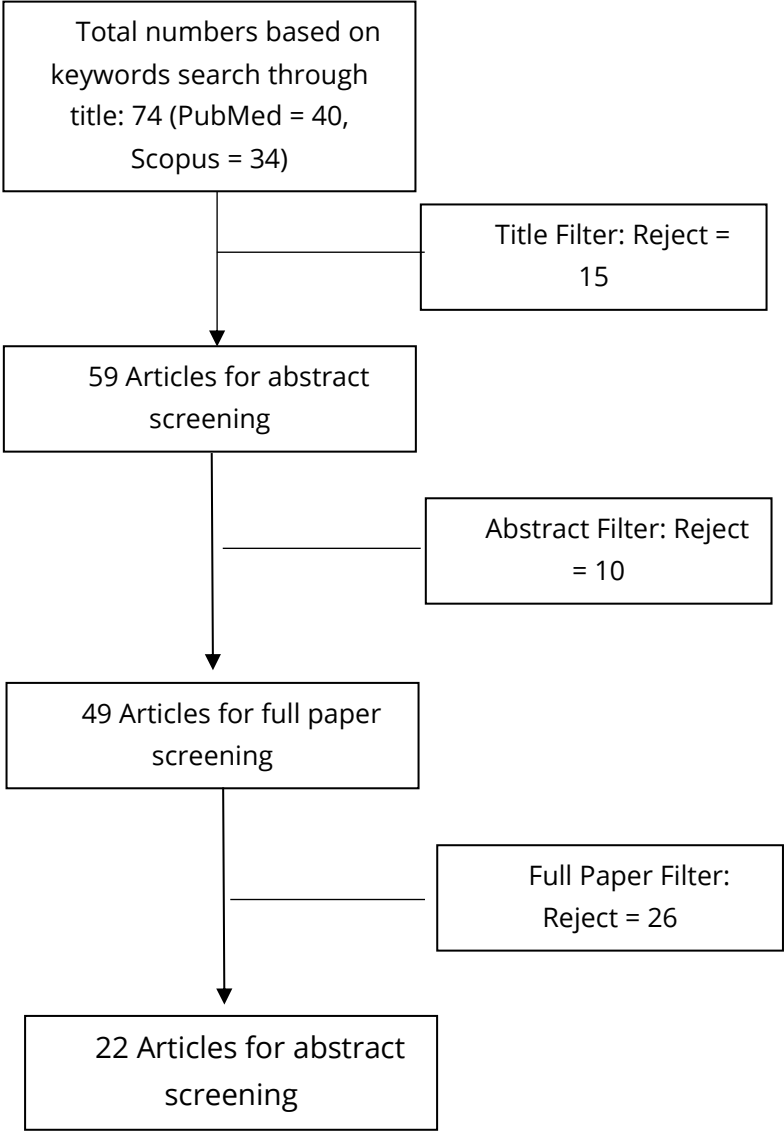 Total numbers based on
keywords search through
title: 74 (PubMed = 40,
Scopus = 34)
Title Filter: Reject =
15
59 Articles for abstract
screening
Abstract Filter: Reject
= 10
49 Articles for full paper
screening
Full Paper Filter:
Reject = 26
22 Articles for abstract
screening